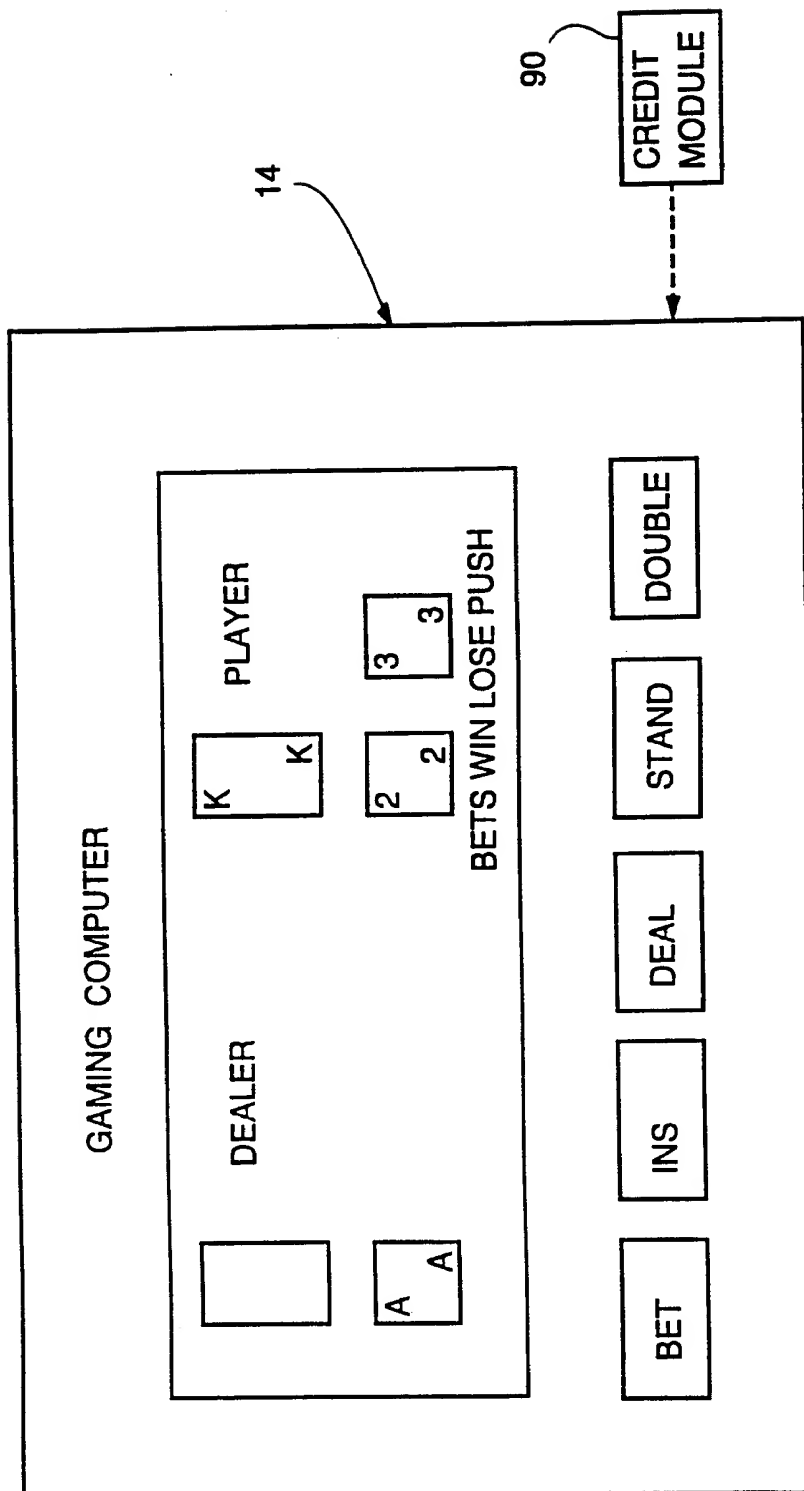 GAMING COMPUTER
14
90
DEALER
PLAYER
K
K
A
A
2
2
3
3
BETS WIN LOSE PUSH
BET
INS
DEAL
STAND
DOUBLE
CREDIT
MODULE